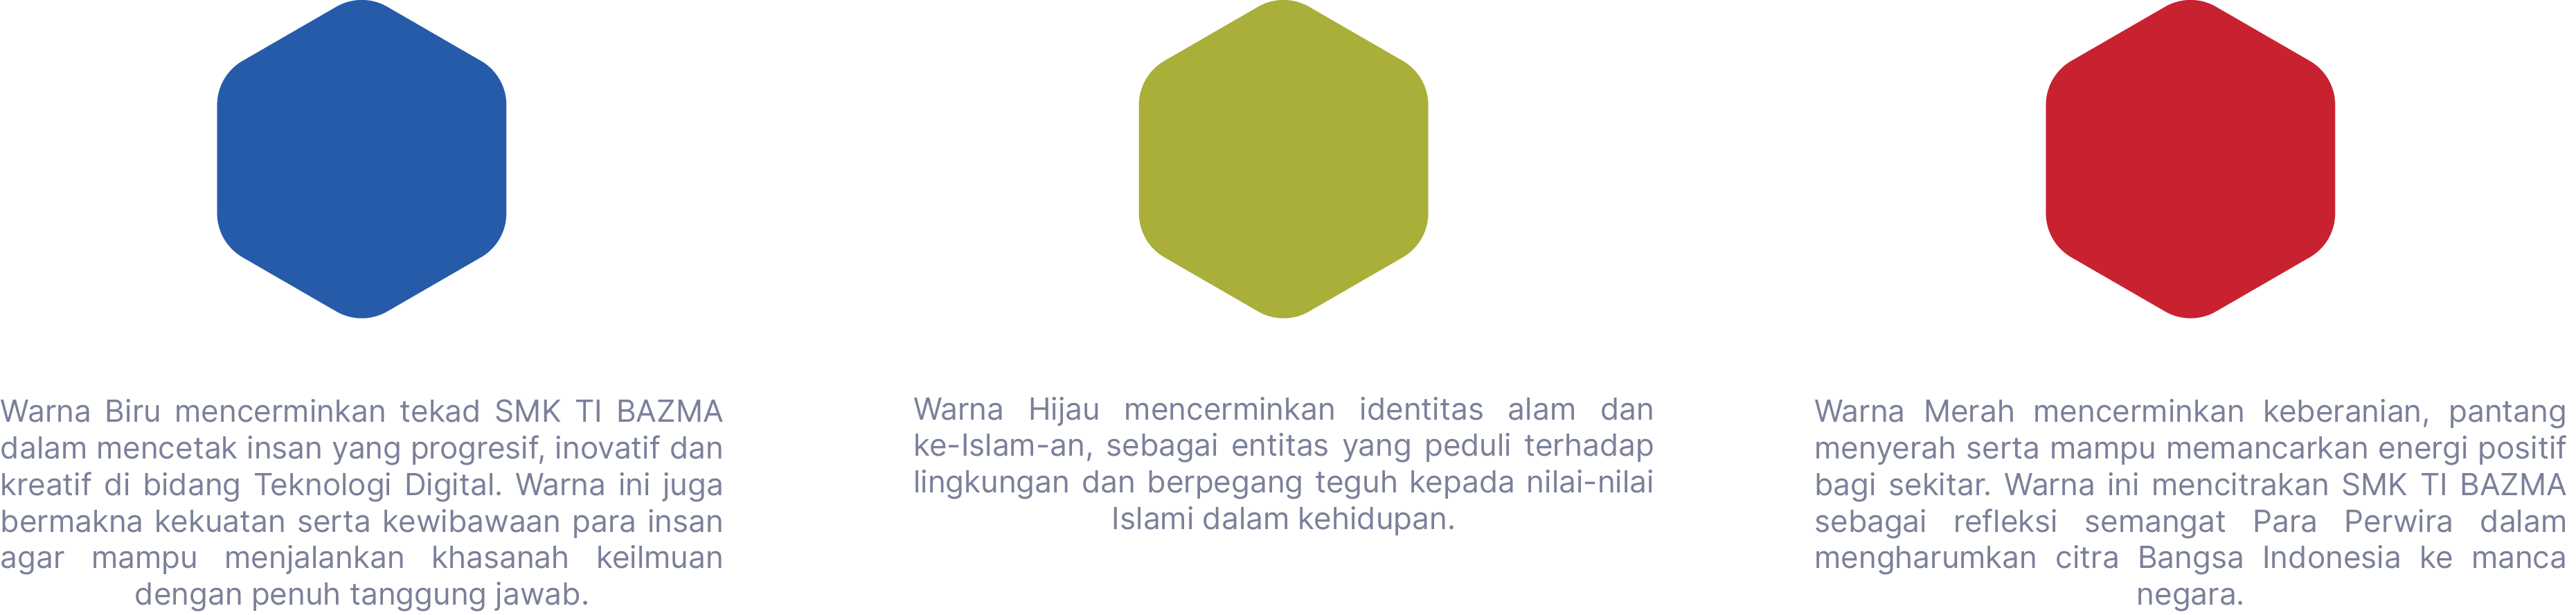 Warna Biru mencerminkan tekad SMK TI BAZMA
dalam mencetak insan yang progresif, inovatif dan
kreatif di bidang Teknologi Digital. Warna ini juga
bermakna kekuatan serta kewibawaan para insan
agar mampu menjalankan khasanah keilmuan
dengan penuh tanggung jawab.
Warna Hijau mencerminkan identitas alam dan
ke-Islam-an, sebagai entitas yang peduli terhadap
lingkungan dan berpegang teguh kepada nilai-nilai
Islami dalam kehidupan.
Warna Merah mencerminkan keberanian, pantang
menyerah serta mampu memancarkan energi positif
bagi sekitar. Warna ini mencitrakan SMK TI BAZMA
sebagai refleksi semangat Para Perwira dalam
mengharumkan citra Bangsa Indonesia ke manca
negara.